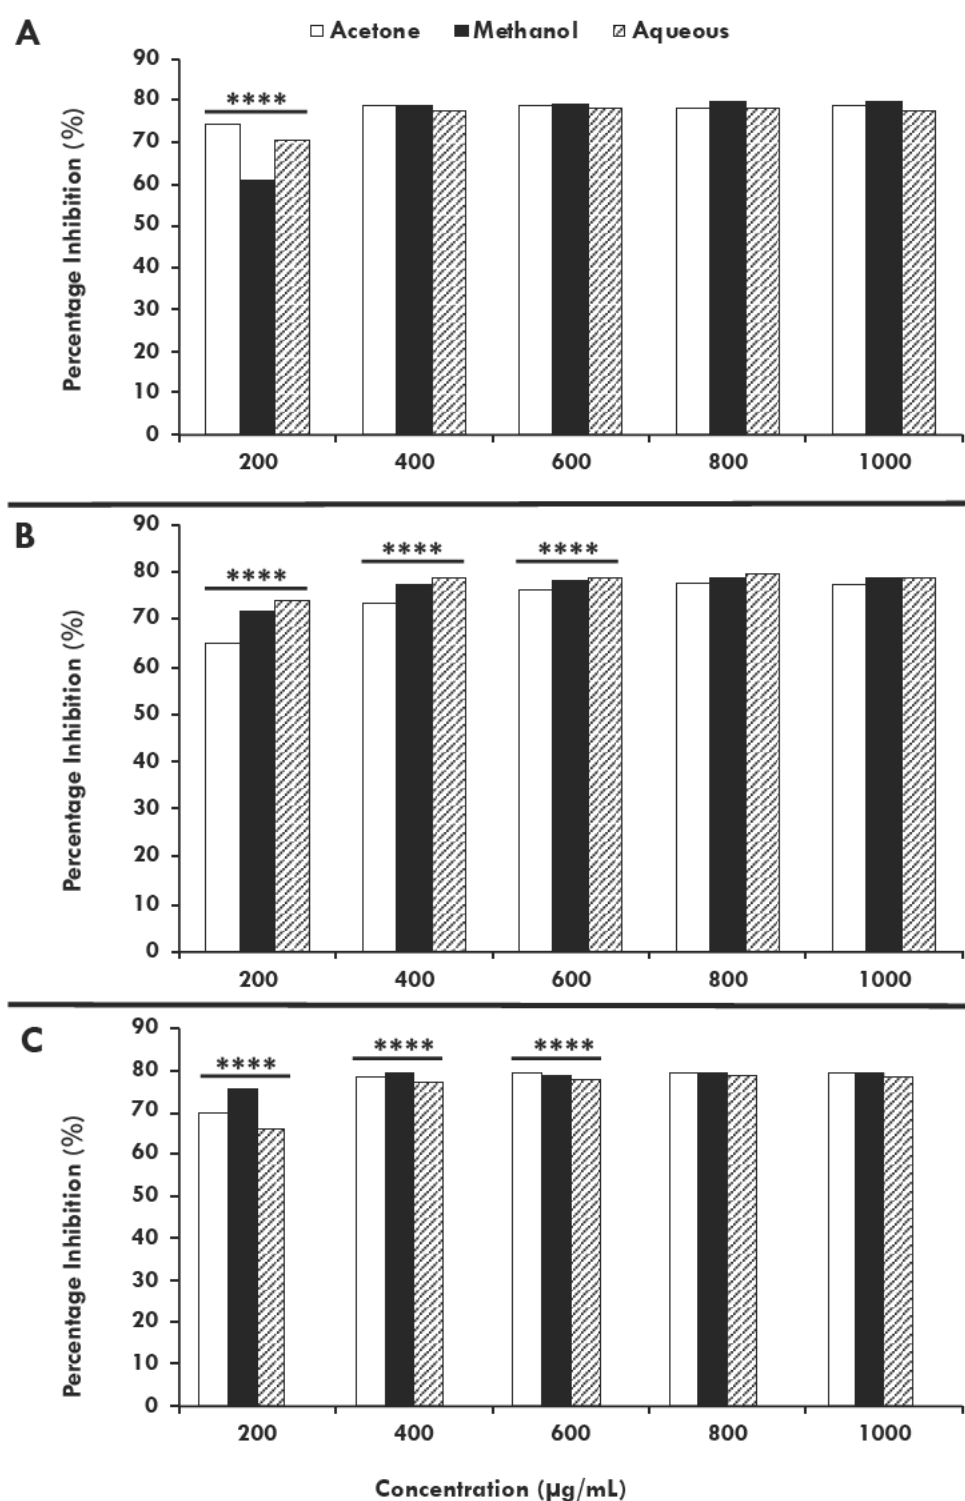 A
Acetone Methanol Aqueous
Percentage Inhibition (%)
90
80
70
60
50
40
30
20
10
0
****
200 400 600 800 1000
B
Percentage Inhibition (%)
90
80
70
60
50
40
30
20
10
0
**** **** ****
200 400 600 800 1000
C
Percentage Inhibition (%)
90
80
70
60
50
40
30
20
10
0
**** **** ****
200 400 600 800 1000
Concentration (µg/mL)